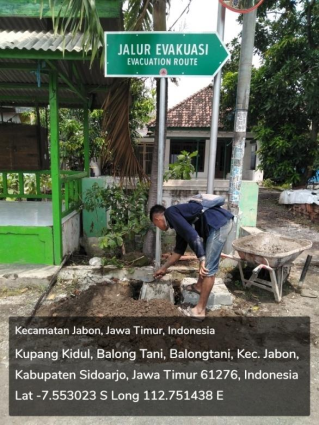 JALUR EVAKUASI
EVACUATION ROUTE
Kecamatan Jabon, Jawa Timur, Indonesia
Kupang Kidul, Balong Tani, Balongtani, Kec. Jabon,
Kabupaten Sidoarjo, Jawa Timur 61276, Indonesia
Lat -7.553023 S Long 112.751438 E